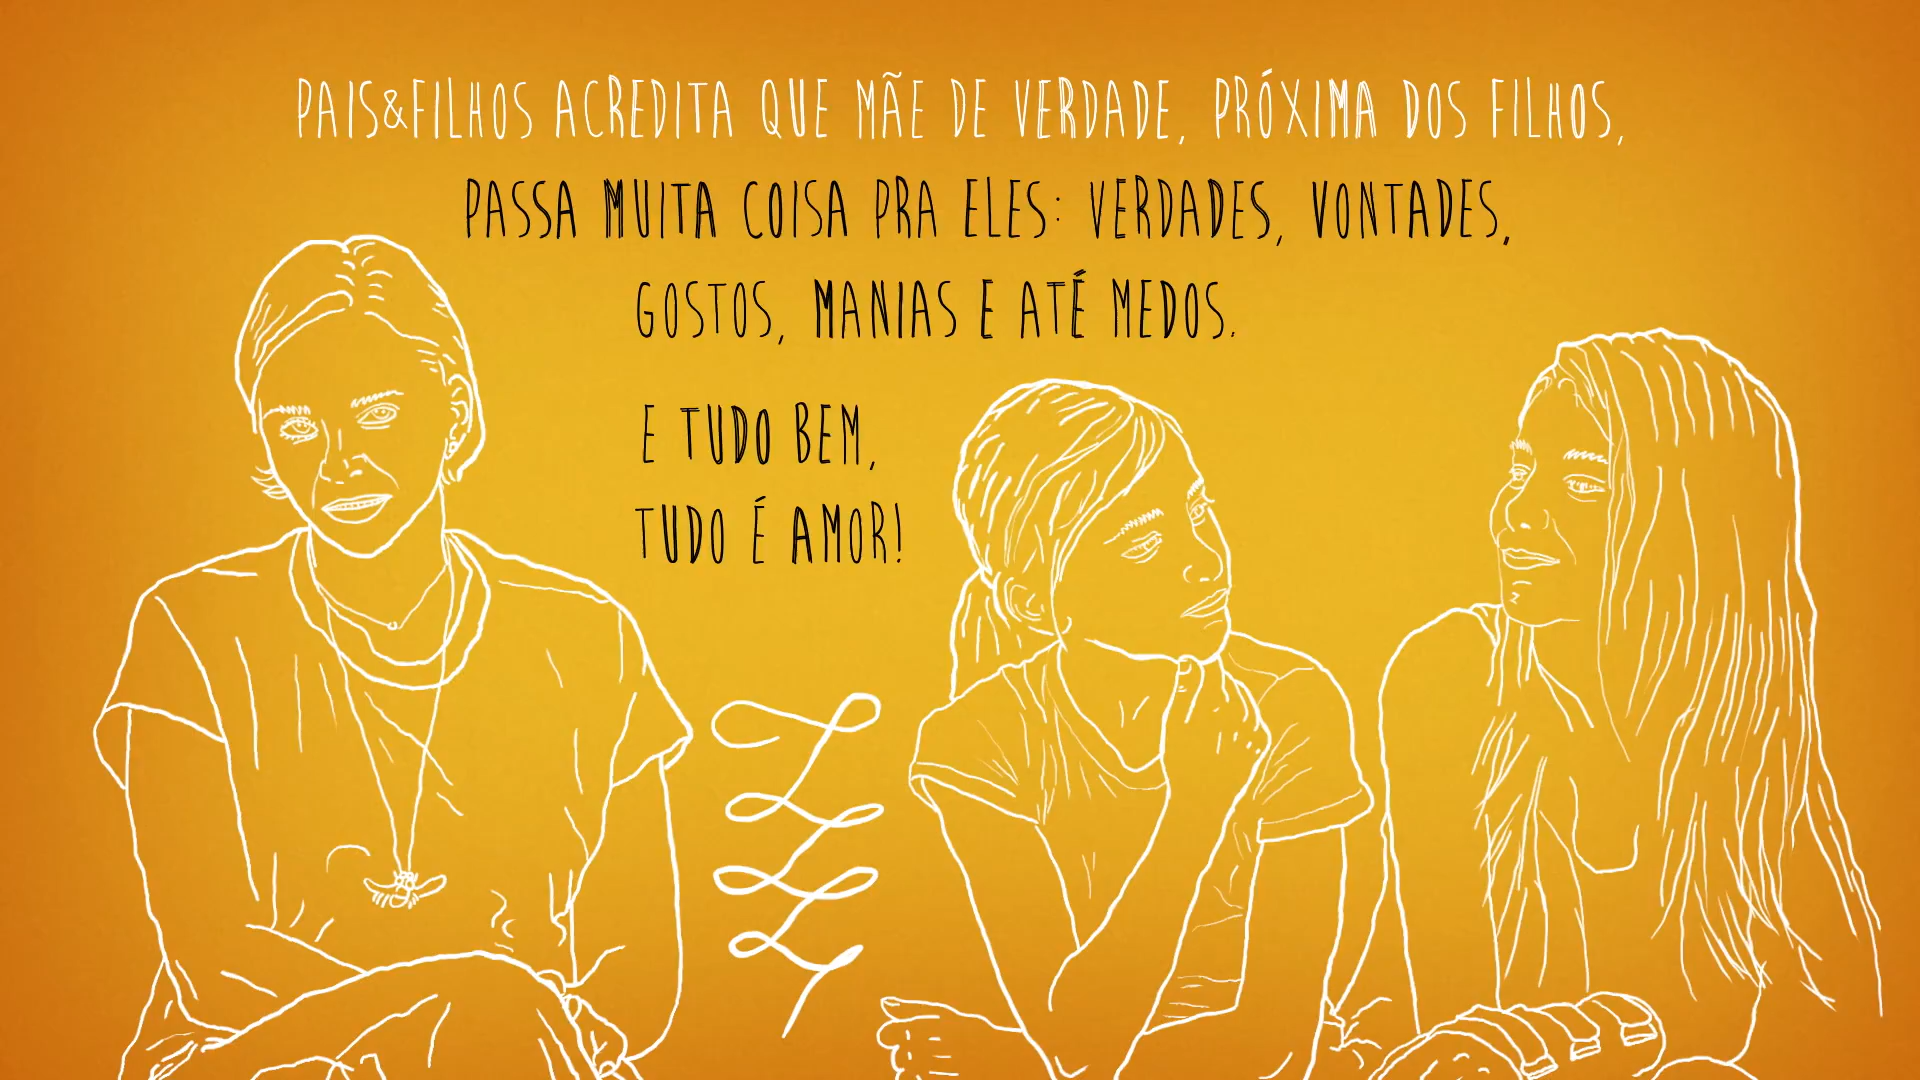 PAIS&FILHOS ACREDITA QUE MÃE DE VERDADE, PRÓXIMA DOS FILHOS,
PASSA MUITA COISA PRA ELES: VERDADES, VONTADES,
GOSTOS, MANIAS E ATÉ MEDOS.
E TUDO BEM,
TUDO É AMOR!